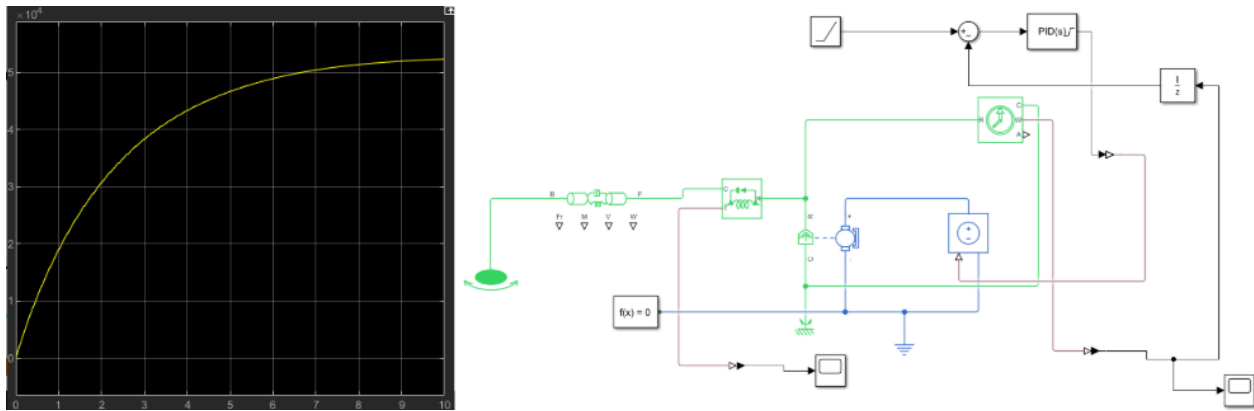 ×10⁴
5
4
3
2
1
0
0 1 2 3 4 5 6 7 8 9 10
PID(s)
+
-
1
z
C
R W
A
B F
Fr M V W
C
R
+
+
-
C
-
f(x) = 0